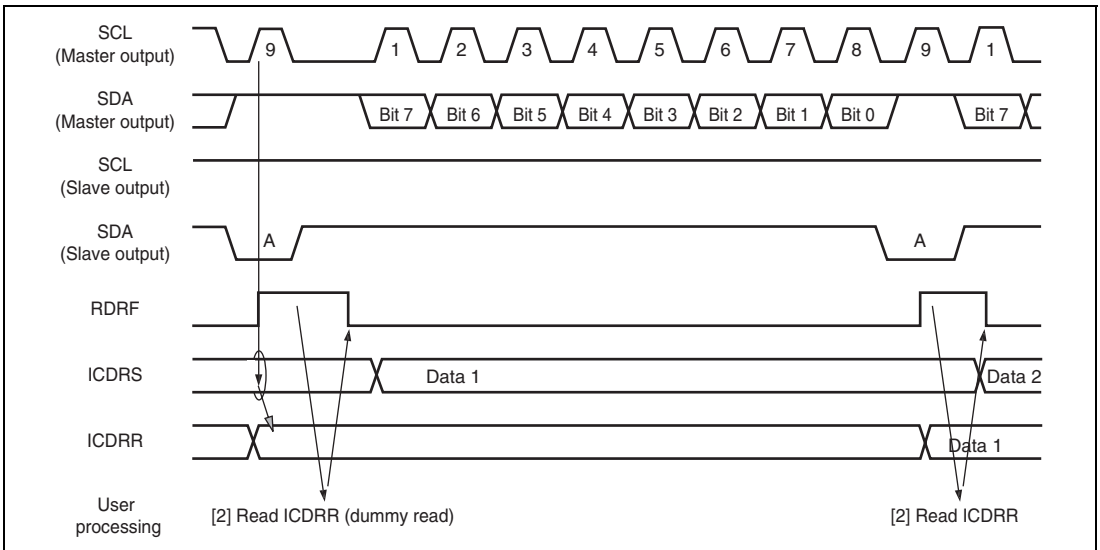 SCL
(Master output)
9 1 2 3 4 5 6 7 8 9 1
SDA
(Master output)
Bit 7 Bit 6 Bit 5 Bit 4 Bit 3 Bit 2 Bit 1 Bit 0 Bit 7
SCL
(Slave output)
SDA
(Slave output)
A A
RDRF
ICDRS
Data 1 Data 2
ICDRR
Data 1
User
processing
[2] Read ICDRR (dummy read) [2] Read ICDRR